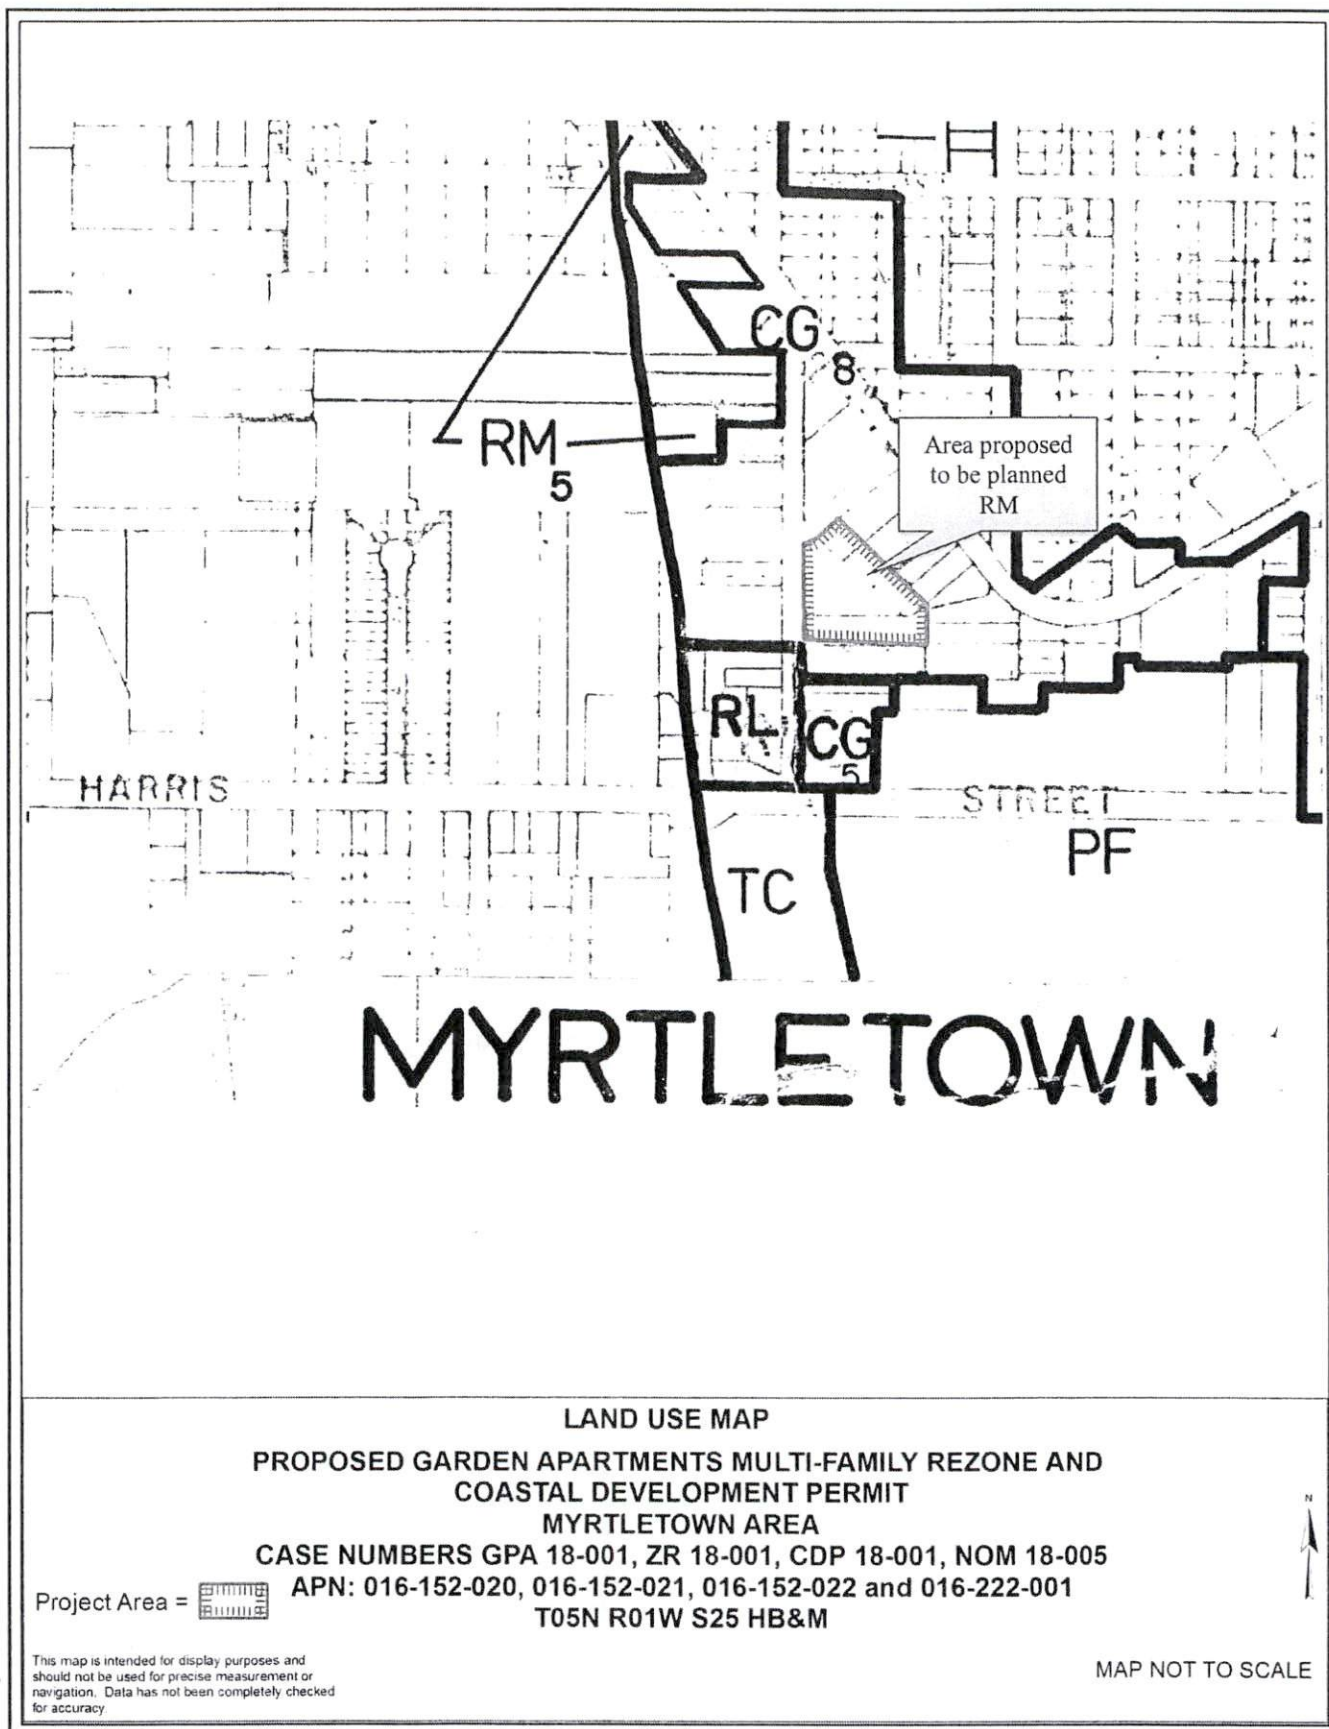 CG
8
RM
5
Area proposed
to be planned
RM
RL
CG
5
HARRIS
STREET
PF
TC
MYRTLETOWN
LAND USE MAP
PROPOSED GARDEN APARTMENTS MULTI-FAMILY REZONE AND
COASTAL DEVELOPMENT PERMIT
MYRTLETOWN AREA
CASE NUMBERS GPA 18-001, ZR 18-001, CDP 18-001, NOM 18-005
APN: 016-152-020, 016-152-021, 016-152-022 and 016-222-001
T05N R01W S25 HB&M
Project Area =
N
This map is intended for display purposes and
should not be used for precise measurement or
navigation. Data has not been completely checked
for accuracy.
MAP NOT TO SCALE